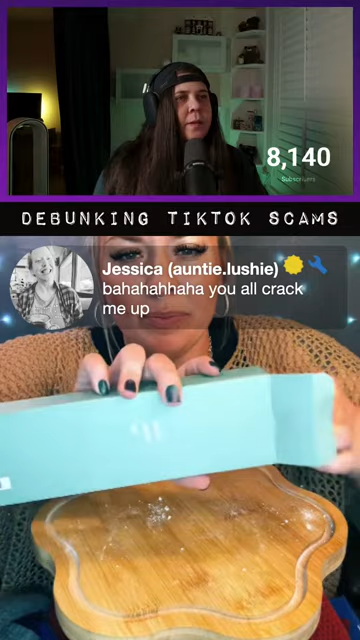 8,140
Subscribers
DEBUNKING TIKTOK SCAMS
Jessica (auntie.lushie)
bahahahhaha you all crack
me up